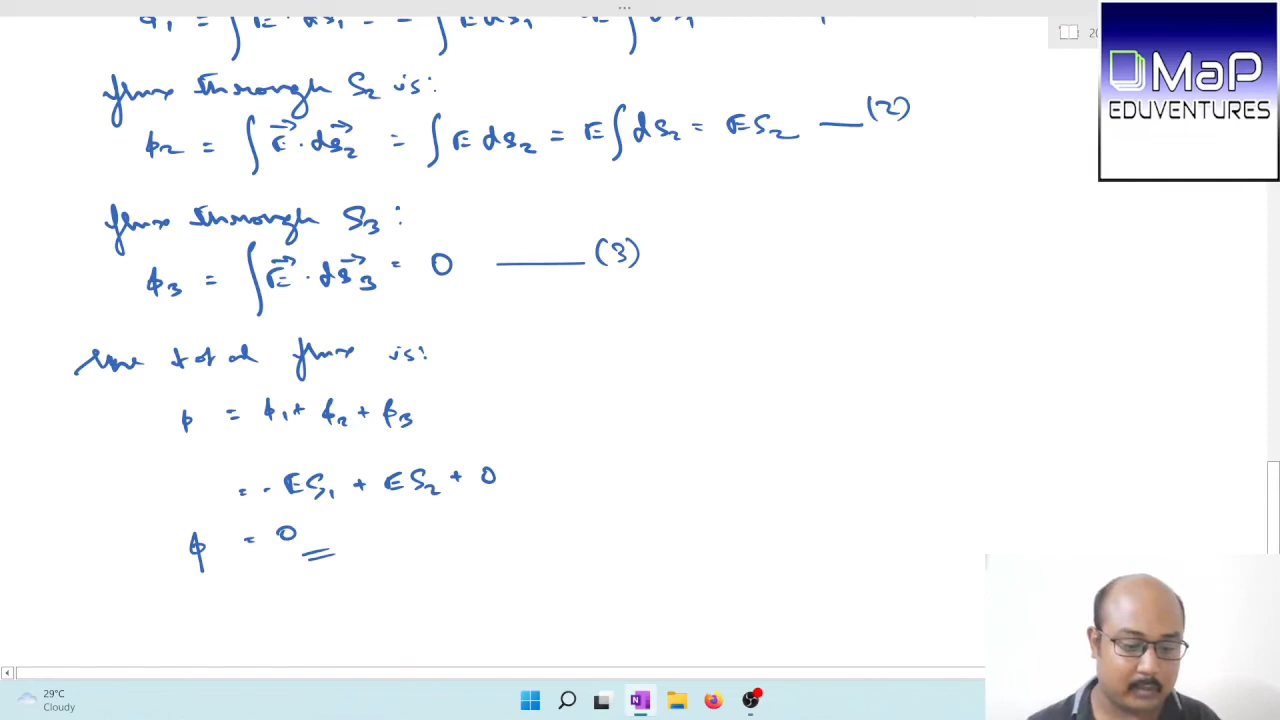 flux through S₂ is:
ϕ₂ = ∫ E⃗ · ds⃗₂ = ∫ E ds₂ = E ∫ ds₂ = ES₂ —(2)
flux through S₃:
ϕ₃ = ∫ E⃗ · ds⃗₃ = 0 ——(3)
total flux is:
ϕ = ϕ₁ + ϕ₂ + ϕ₃
= - ES₁ + ES₂ + 0
ϕ = 0
MaP
EDUVENTURES
20
29°C
Cloudy